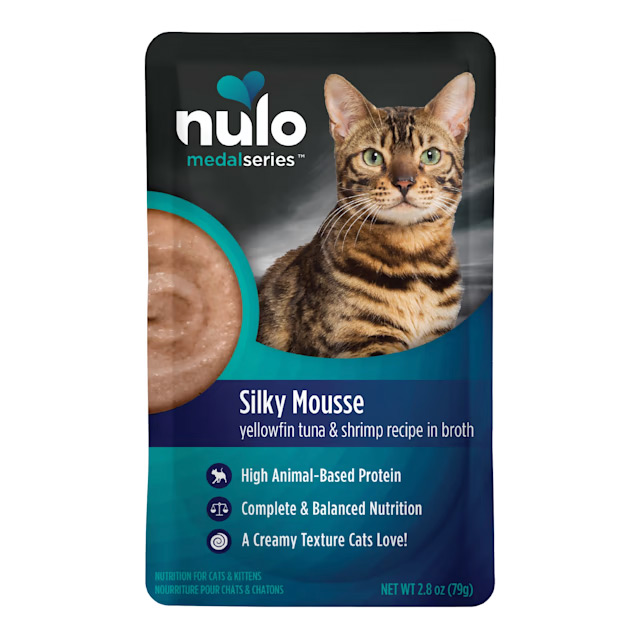 nulo
medalseries™
Silky Mousse
yellowfin tuna & shrimp recipe in broth
High Animal-Based Protein
Complete & Balanced Nutrition
A Creamy Texture Cats Love!
NUTRITION FOR CATS & KITTENS
NOURRITURE POUR CHATS & CHATONS
NET WT 2.8 oz (79g)